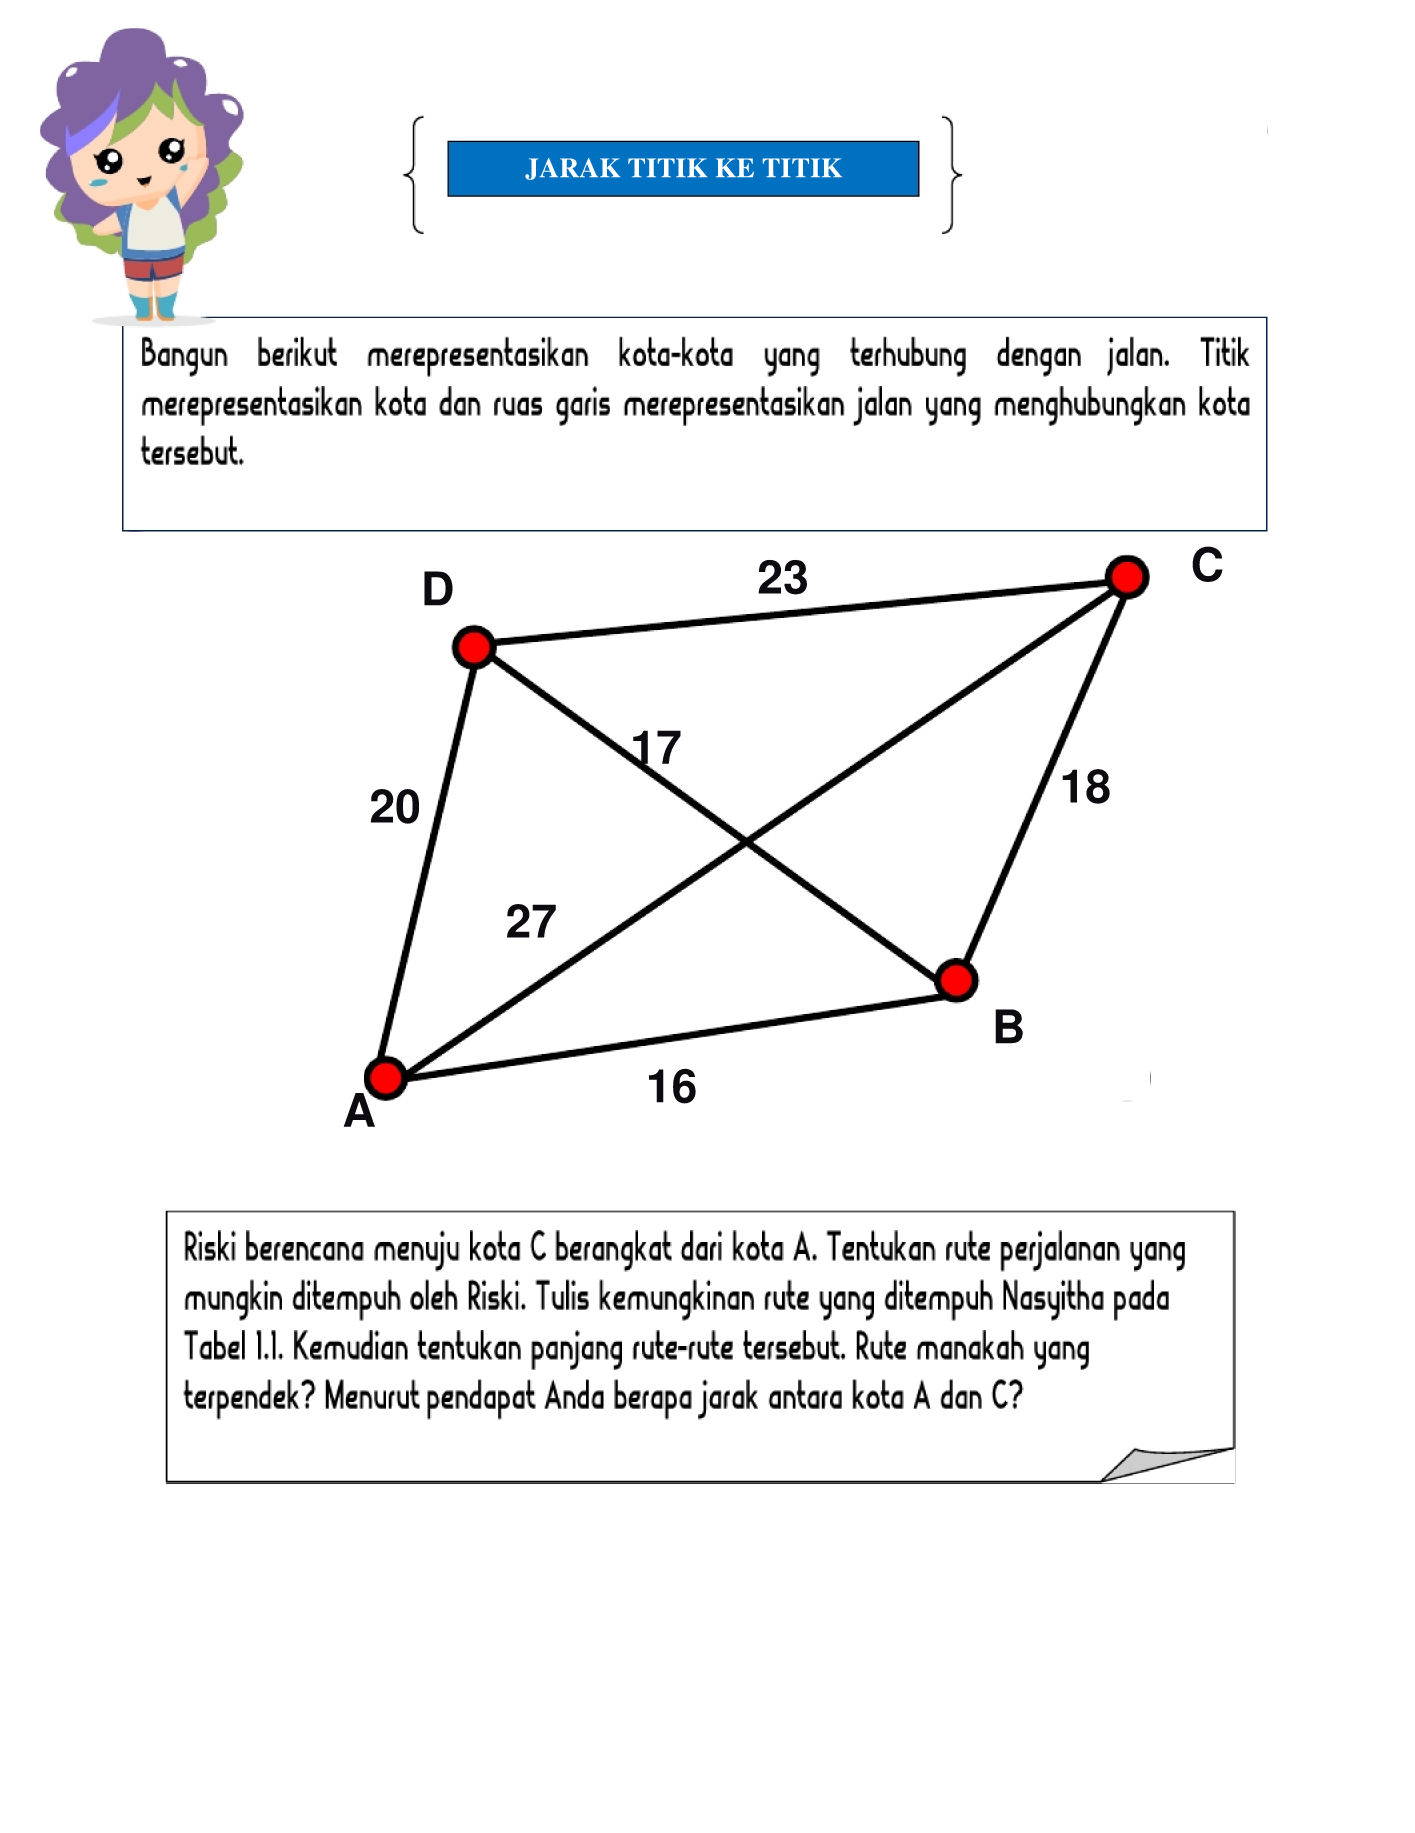 JARAK TITIK KE TITIK
Bangun berikut merepresentasikan kota-kota yang terhubung dengan jalan. Titik
merepresentasikan kota dan ruas garis merepresentasikan jalan yang menghubungkan kota
tersebut.
D
23
C
17
20
18
27
B
16
A
Riski berencana menuju kota C berangkat dari kota A. Tentukan rute perjalanan yang
mungkin ditempuh oleh Riski. Tulis kemungkinan rute yang ditempuh Nasyitha pada
Tabel 1.1. Kemudian tentukan panjang rute-rute tersebut. Rute manakah yang
terpendek? Menurut pendapat Anda berapa jarak antara kota A dan C?